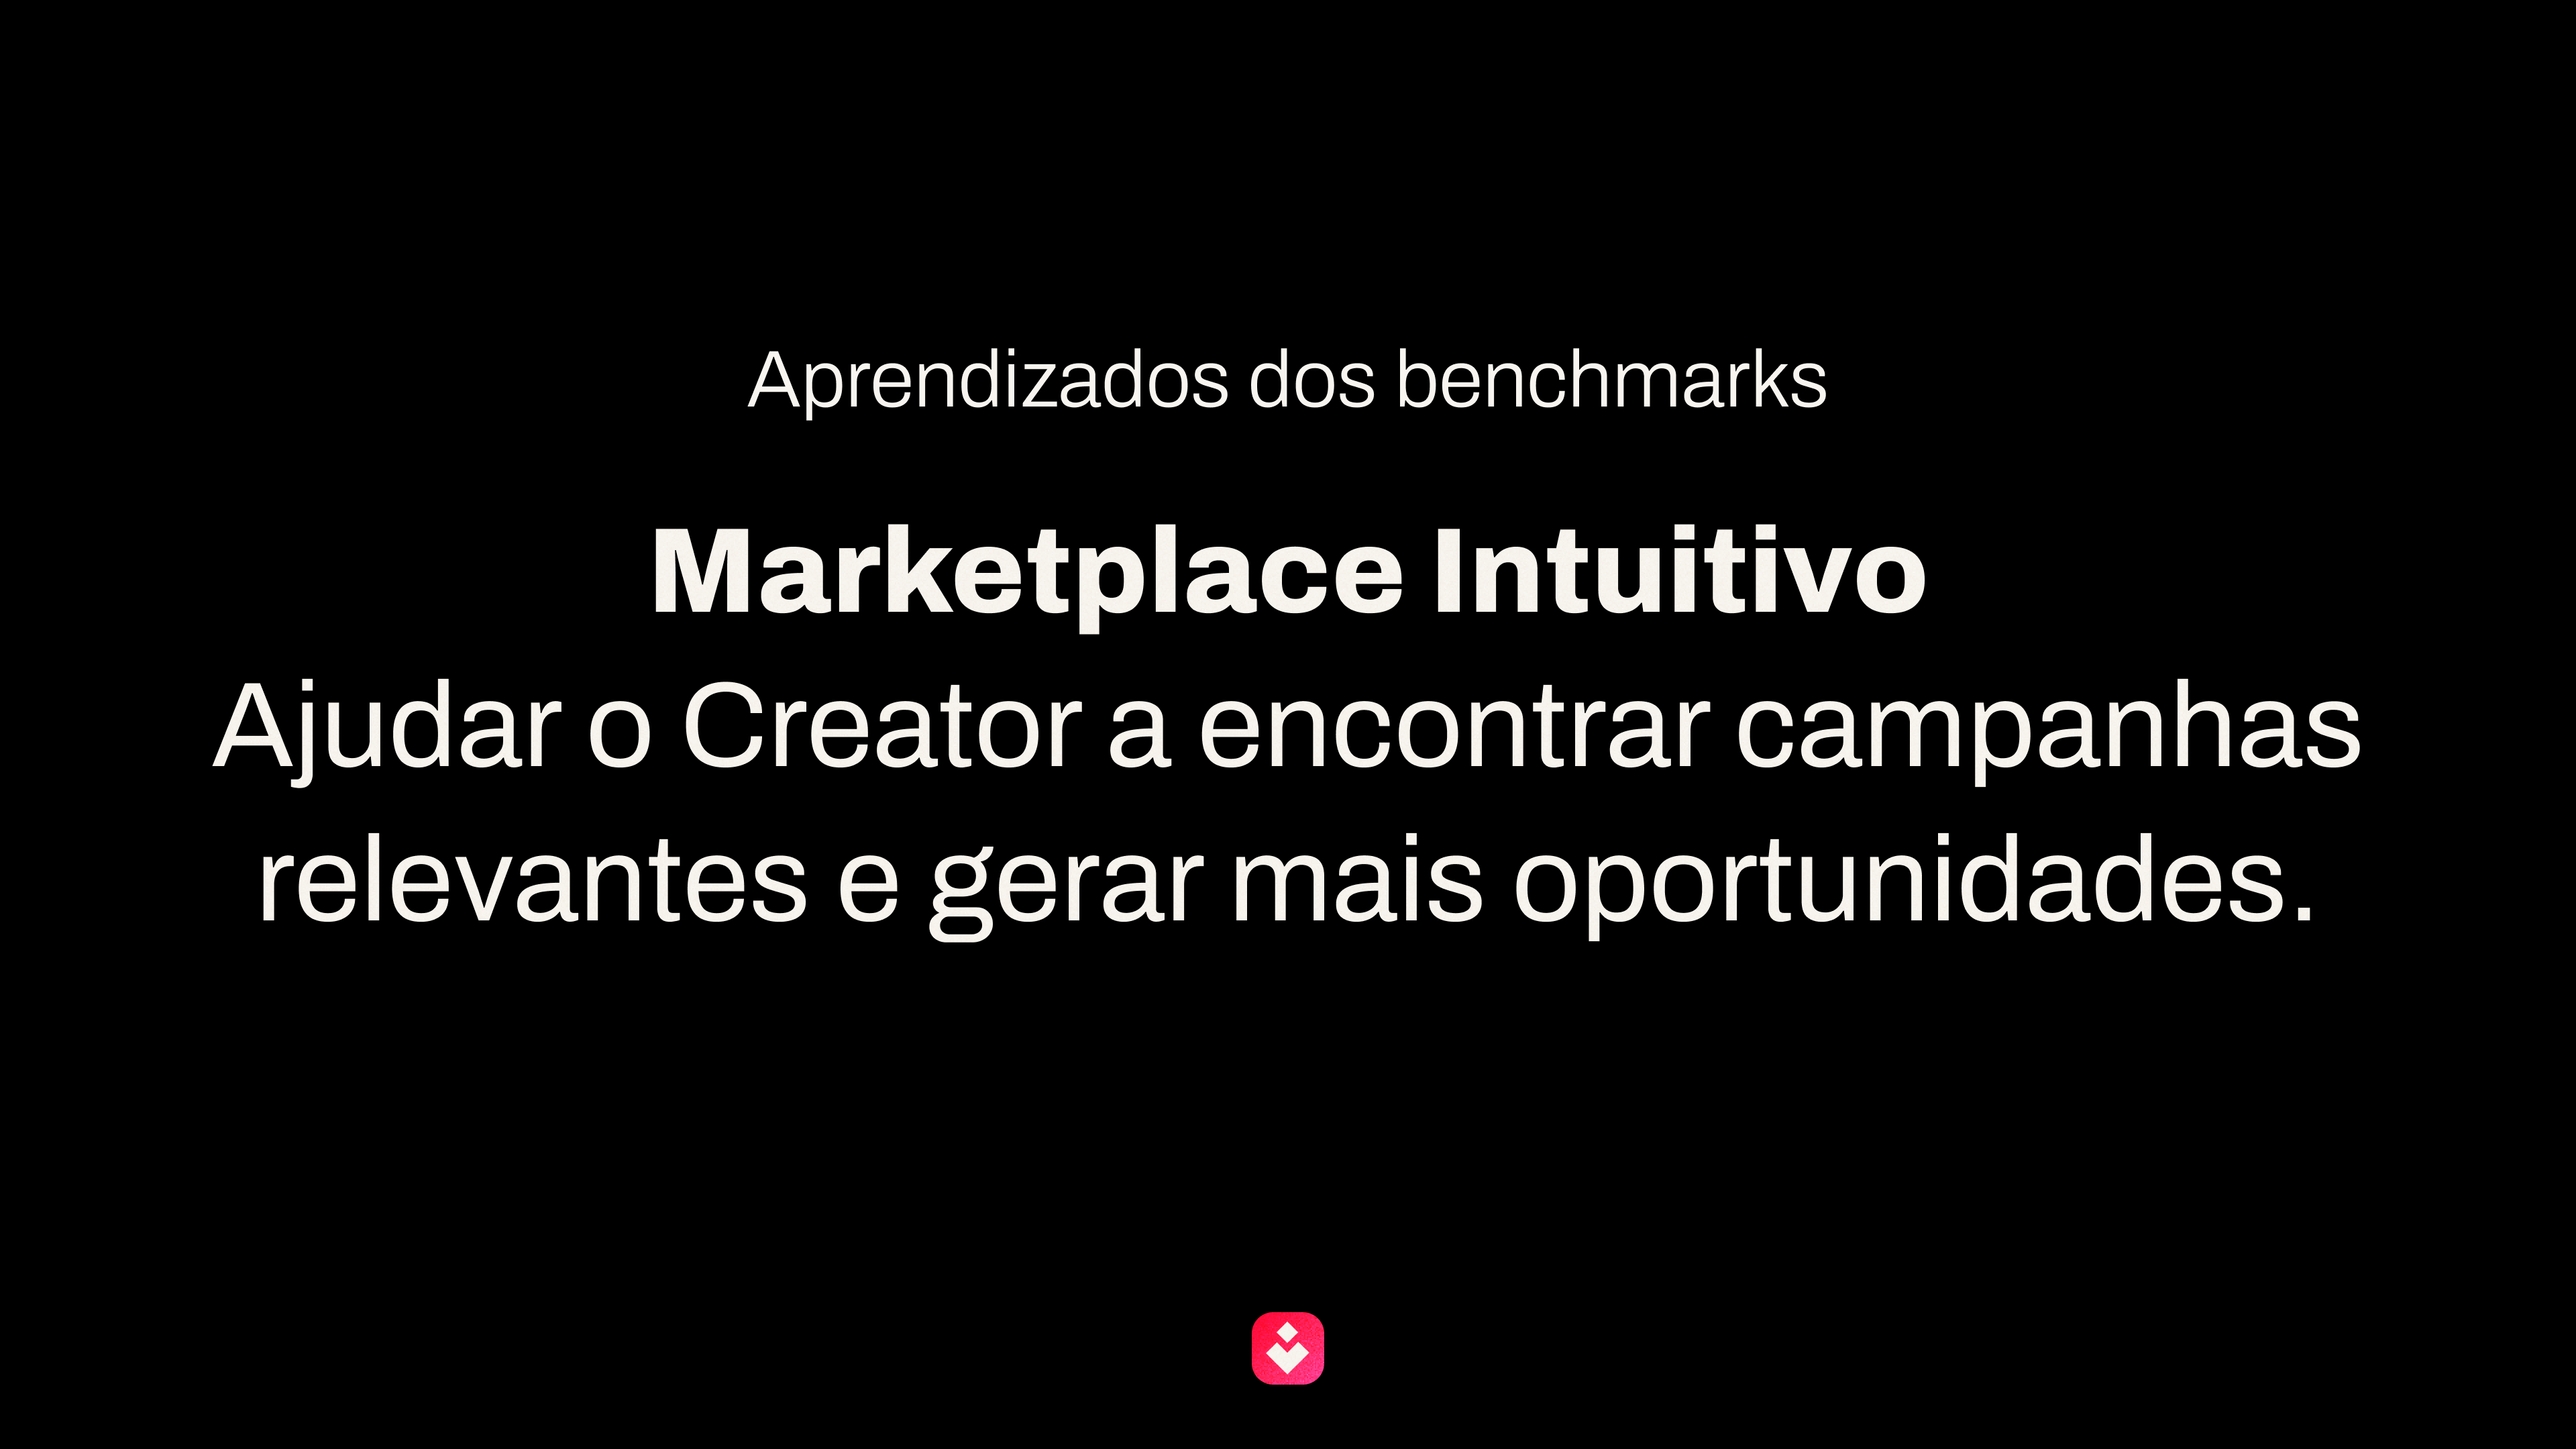 Aprendizados dos benchmarks
Marketplace Intuitivo
Ajudar o Creator a encontrar campanhas
relevantes e gerar mais oportunidades.